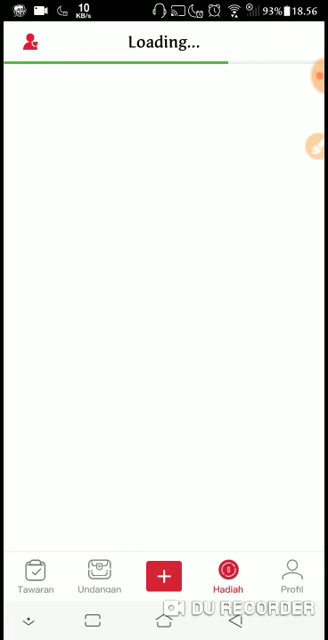 10
KB/s
93% 18.56
Loading...
Tawaran
Undangan
Hadiah
Profil
DU RECORDER